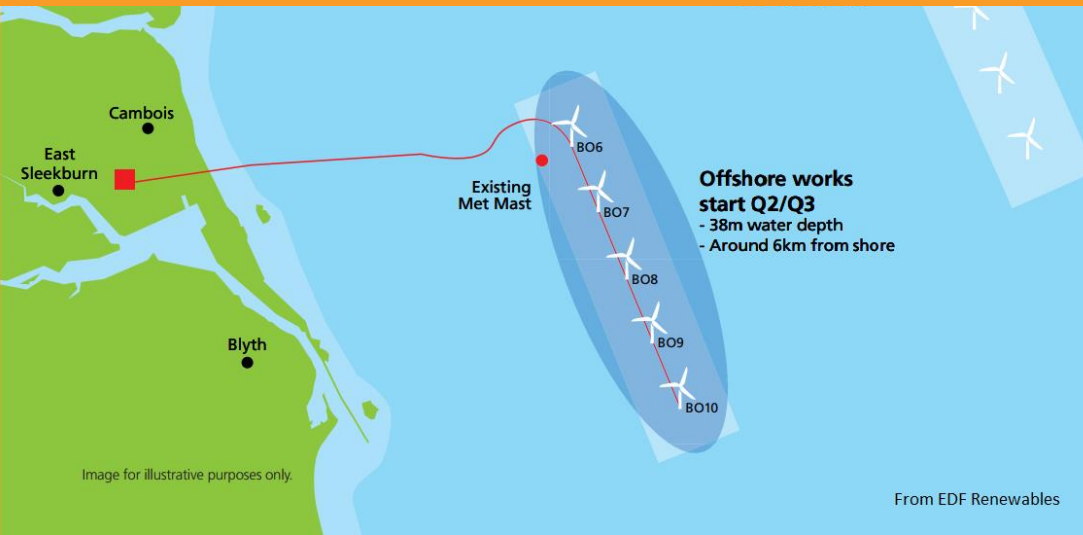 Cambois
East
Sleekburn
Existing
Met Mast
BO6
BO7
BO8
BO9
BO10
Offshore works
start Q2/Q3
- 38m water depth
- Around 6km from shore
Blyth
Image for illustrative purposes only.
From EDF Renewables